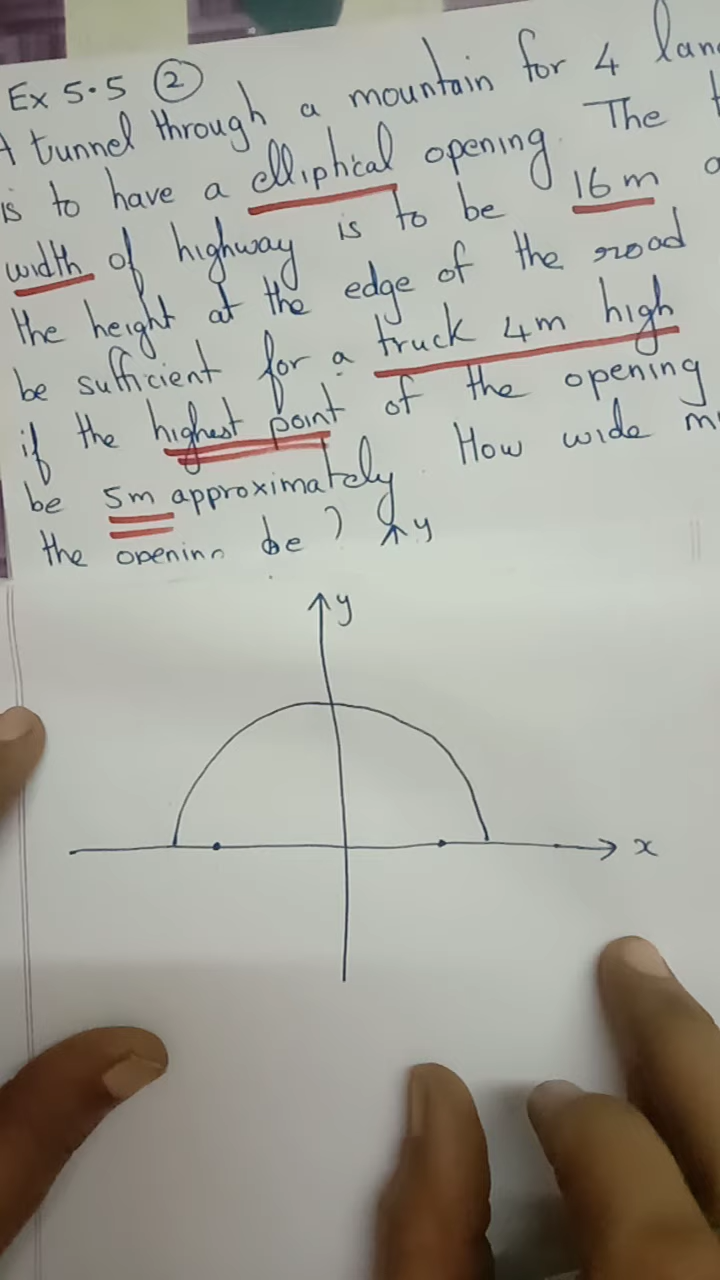 Ex 5.5 ②
A tunnel through a mountain for 4
is to have a elliptical opening. The
width of highway is to be 16m
the height at the edge of the road
be sufficient for a truck 4m high
if the highest point of the opening
be 5m approximately. How wide
the be? y
y
x